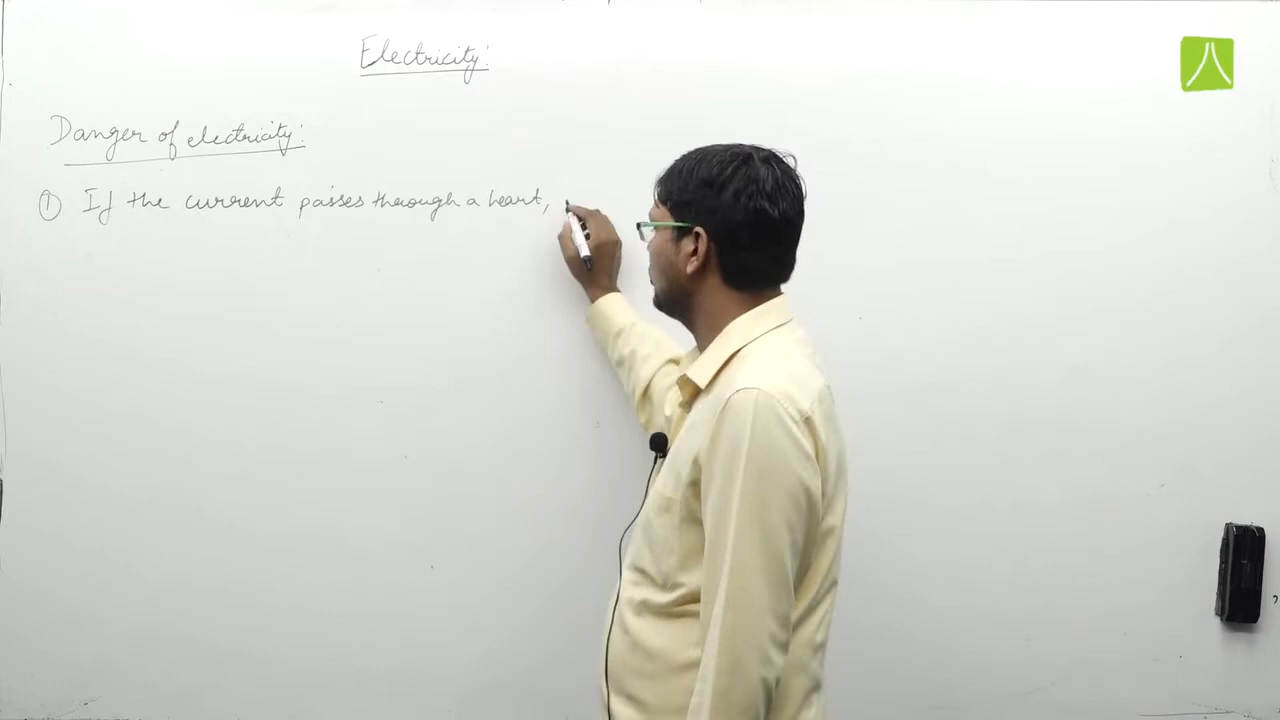 Electricity:
Danger of electricity:
① If the current passes through a heart,